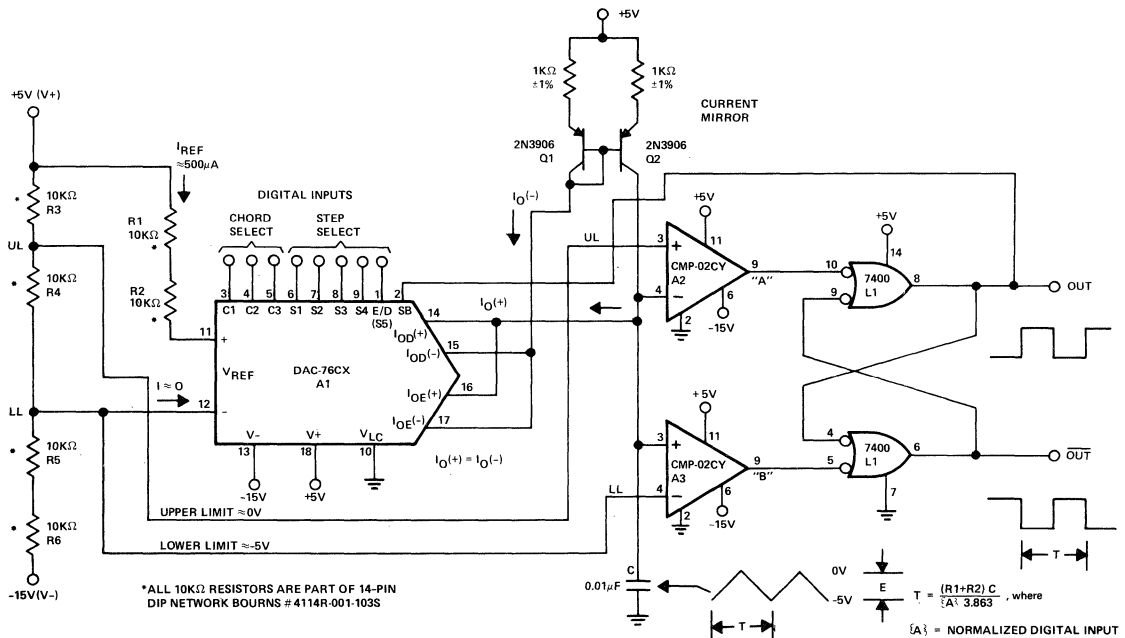 +5V
1KΩ
±1%
1KΩ
±1%
CURRENT
MIRROR
2N3906
Q1
2N3906
Q2
+5V (V+)
IREF
≈500µA
10KΩ
R3
*
R1
10KΩ
*
R2
10KΩ
*
UL
10KΩ
R4
*
DIGITAL INPUTS
CHORD
SELECT
STEP
SELECT
3 4 5 6 7 8 9 1 2
C1 C2 C3 S1 S2 S3 S4 E/D SB
(S5)
IO(-)
IO(+)
11
+
VREF
DAC-76CX
A1
14
IOD(+)
15
IOD(-)
16
IOE(+)
17
IOE(-)
I ≈ O
12
-
LL
V- V+ VLC
13 18 10
-15V
+5V
IO(+) = IO(-)
10KΩ
R5
*
10KΩ
R6
*
-15V(V-)
UPPER LIMIT ≈0V
LOWER LIMIT ≈-5V
*ALL 10KΩ RESISTORS ARE PART OF 14-PIN
DIP NETWORK BOURNS #4114R-001-103S
UL
+5V
3
+
11
CMP-02CY
A2
9
"A"
4
-
6
2
-15V
+5V
14
10
9
7400
L1
8
OUT
+5V
3
+
11
CMP-02CY
A3
9
"B"
LL
4
-
6
2
-15V
4
5
7400
L1
6
7
OUT
T
C
0.01µF
0V
E
-5V
T
T = (R1+R2) C
{A} 3.863 , where
{A} = NORMALIZED DIGITAL INPUT